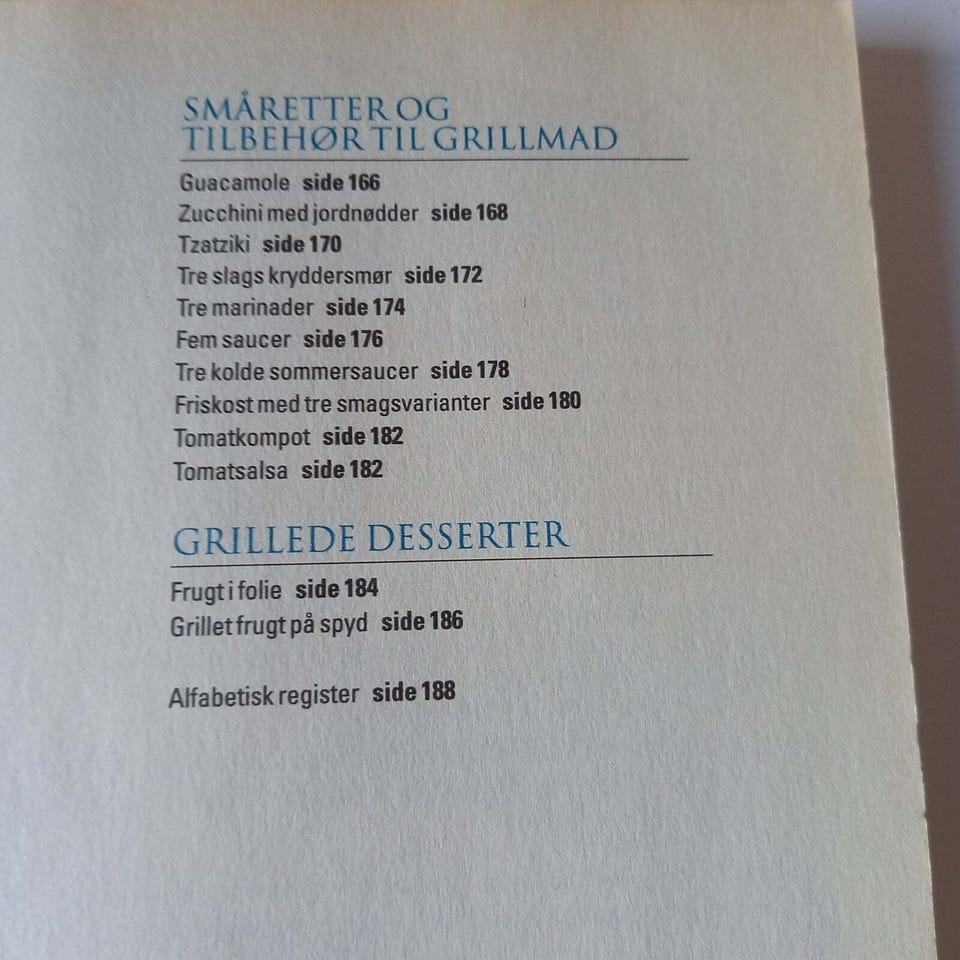 SMÅRETTER OG
TILBEHØR TIL GRILLMAD
Guacamole side 166
Zucchini med jordnødder side 168
Tzatziki side 170
Tre slags kryddersmør side 172
Tre marinader side 174
Fem saucer side 176
Tre kolde sommersaucer side 178
Friskost med tre smagsvarianter side 180
Tomatkompot side 182
Tomatsalsa side 182
GRILLEDE DESSERTER
Frugt i folie side 184
Grillet frugt på spyd side 186
Alfabetisk register side 188